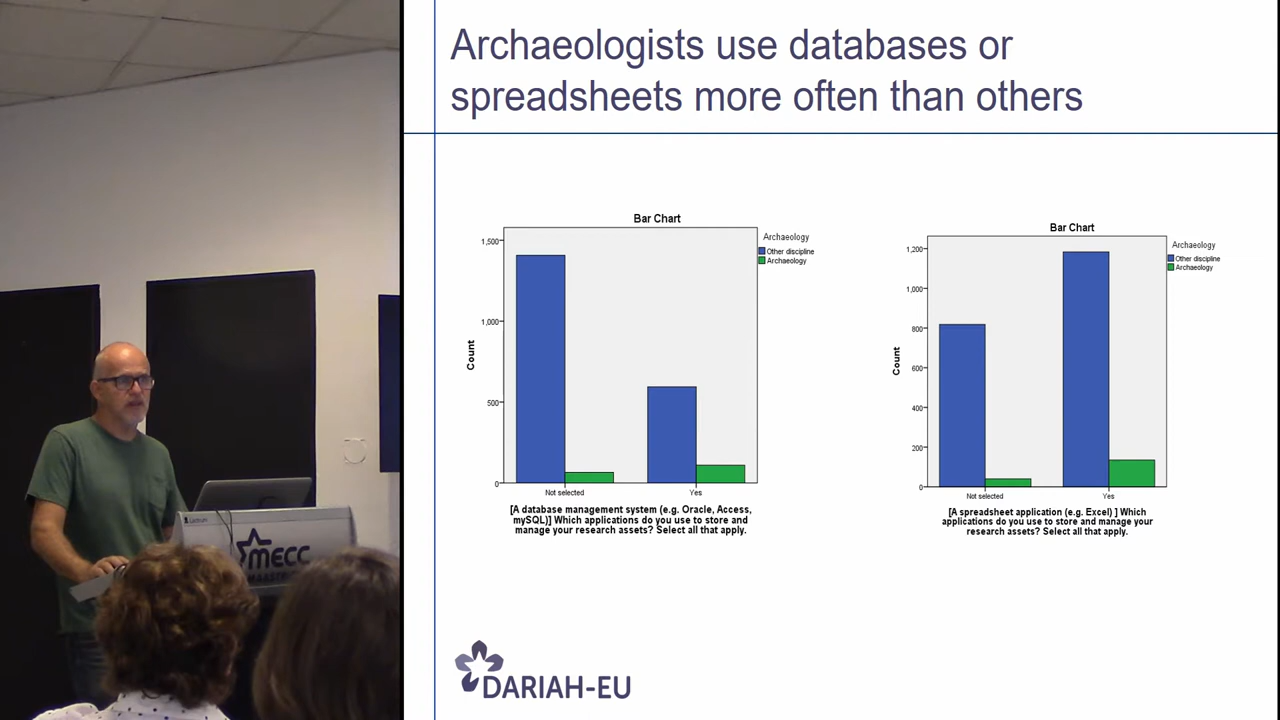 Archaeologists use databases or
spreadsheets more often than others
Bar Chart
Archaeology
Other discipline
Archaeology
1,500
1,000
500
0
Count
Not selected
Yes
[A database management system (e.g. Oracle, Access,
mySQL)] Which applications do you use to store and
manage your research assets? Select all that apply.
Bar Chart
Archaeology
Other discipline
Archaeology
1,200
1,000
800
600
400
200
0
Count
Not selected
Yes
[A spreadsheet application (e.g. Excel) ] Which
applications do you use to store and manage your
research assets? Select all that apply.
MECC
DARIAH-EU